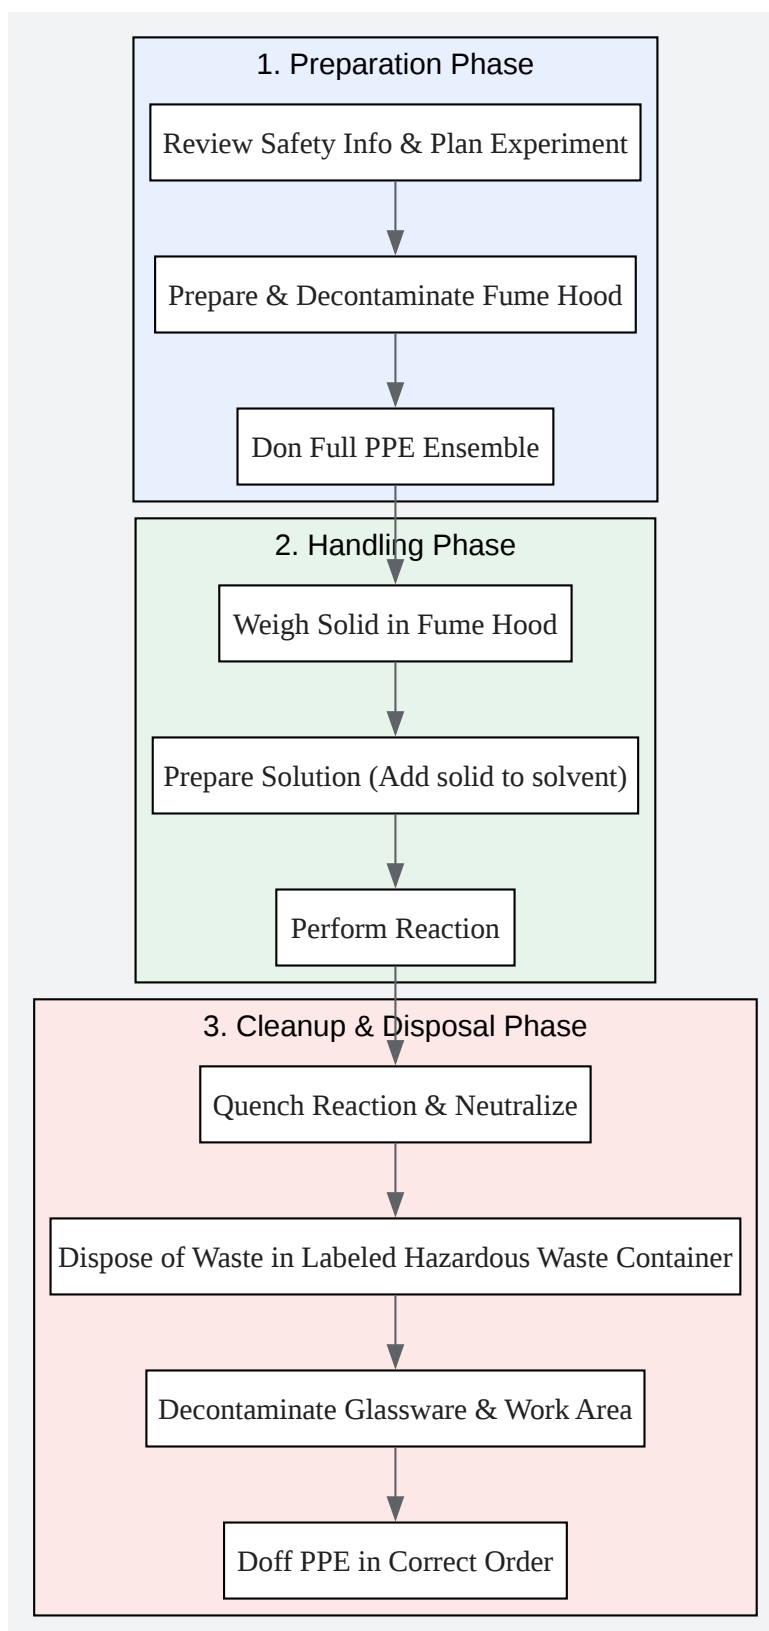 1. Preparation Phase
Review Safety Info & Plan Experiment
Prepare & Decontaminate Fume Hood
Don Full PPE Ensemble
2. Handling Phase
Weigh Solid in Fume Hood
Prepare Solution (Add solid to solvent)
Perform Reaction
3. Cleanup & Disposal Phase
Quench Reaction & Neutralize
Dispose of Waste in Labeled Hazardous Waste Container
Decontaminate Glassware & Work Area
Doff PPE in Correct Order